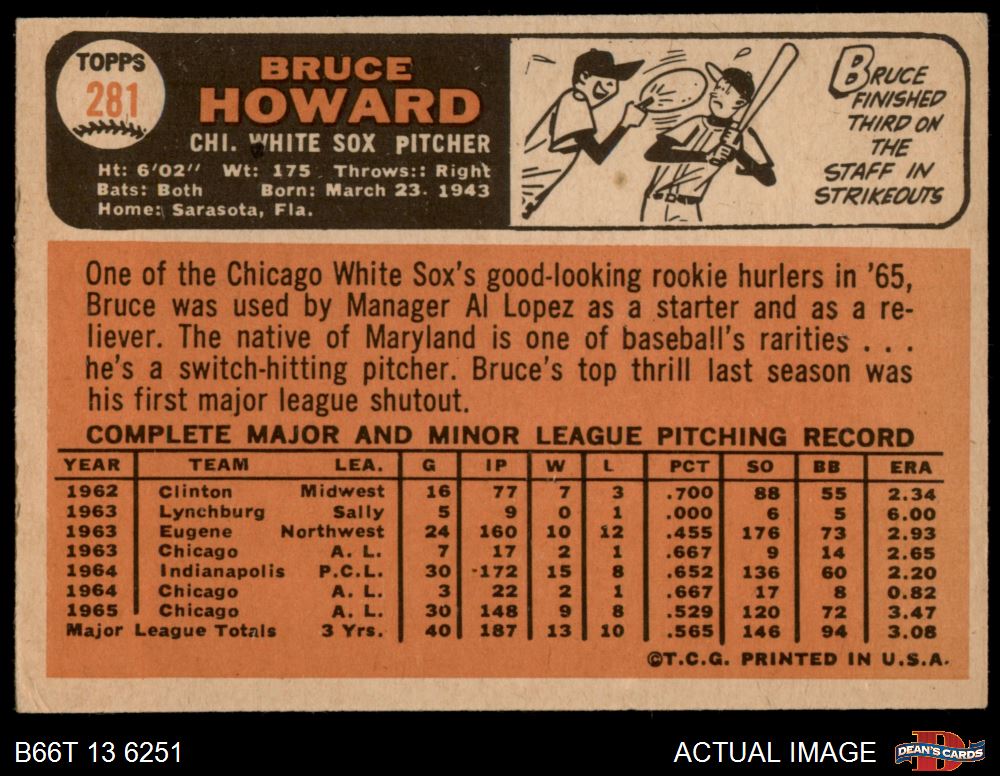 TOPPS
281
BRUCE
HOWARD
CHI. WHITE SOX PITCHER
Ht: 6'02" Wt: 175 Throws:: Right
Bats: Both Born: March 23. 1943
Home: Sarasota, Fla.
BRUCE
FINISHED
THIRD ON
THE
STAFF IN
STRIKEOUTS
One of the Chicago White Sox's good-looking rookie hurlers in '65,
Bruce was used by Manager Al Lopez as a starter and as a re-
liever. The native of Maryland is one of baseball's rarities . . .
he's a switch-hitting pitcher. Bruce's top thrill last season was
his first major league shutout.
COMPLETE MAJOR AND MINOR LEAGUE PITCHING RECORD
YEAR TEAM LEA. G IP W L PCT SO BB ERA
1962 Clinton Midwest 16 77 7 3 .700 88 55 2.34
1963 Lynchburg Sally 5 9 0 1 .000 6 5 6.00
1963 Eugene Northwest 24 160 10 12 .455 176 73 2.93
1963 Chicago A. L. 7 17 2 1 .667 9 14 2.65
1964 Indianapolis P.C.L. 30 172 15 8 .652 136 60 2.20
1964 Chicago A. L. 3 22 2 1 .667 17 8 0.82
1965 Chicago A. L. 30 148 9 8 .529 120 72 3.47
Major League Totals 3 Yrs. 40 187 13 10 .565 146 94 3.08
©T.C.G. PRINTED IN U.S.A.
B66T 13 6251
ACTUAL IMAGE
DEAN'S CARDS